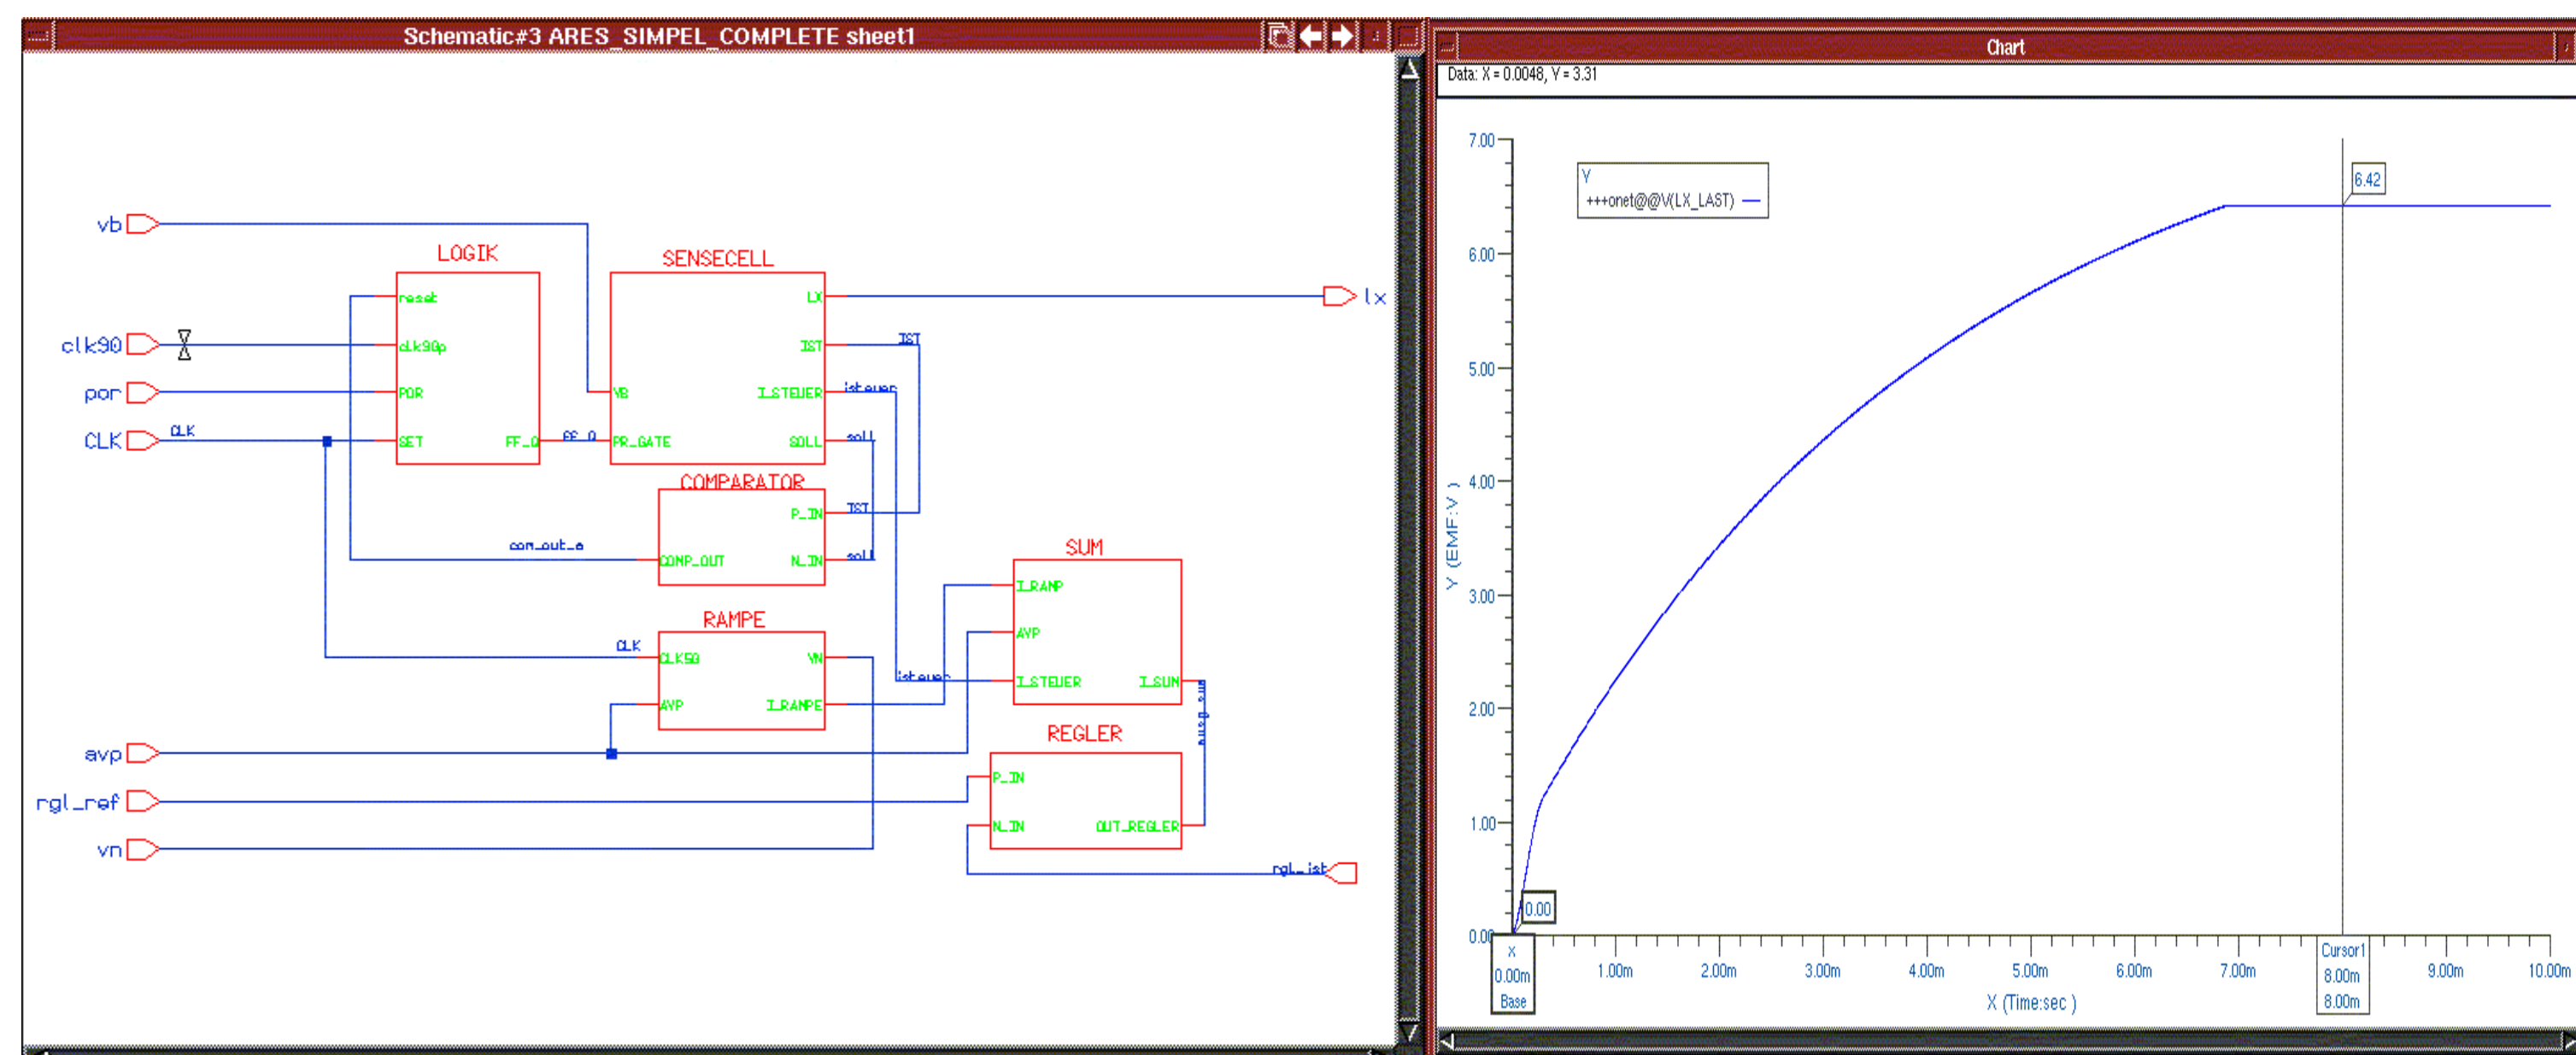 Schematic#3 ARES_SIMPEL_COMPLETE sheet1
vb
LOGIK
SENSECELL
reset
LX
lx
clk90
clk90p
IST
IST
por
POR
VB
I_STEUER
isteuer
CLK
CLK
SET
FF_Q
FF_Q
PR_GATE
SOLL
soll
COMPARATOR
P_IN
IST
com_out_e
COMP_OUT
N_IN
soll
SUM
I_RAMP
RAMPE
AVP
CLK
CLK50
VN
isteuer
I_STEUER
I_SUM
AVP
I_RAMPE
REGLER
avp
P_IN
rgl_ref
N_IN
OUT_REGLER
vn
rgl_ist
Chart
Data: X = 0.0048, Y = 3.31
7.00
Y
+++onet@@V(LX_LAST)
6.42
6.00
5.00
4.00
Y (EMF:V )
3.00
2.00
1.00
0.00
0.00
X
0.00m
Base
1.00m
2.00m
3.00m
4.00m
5.00m
6.00m
7.00m
Cursor1
8.00m
8.00m
9.00m
10.00m
X (Time:sec )